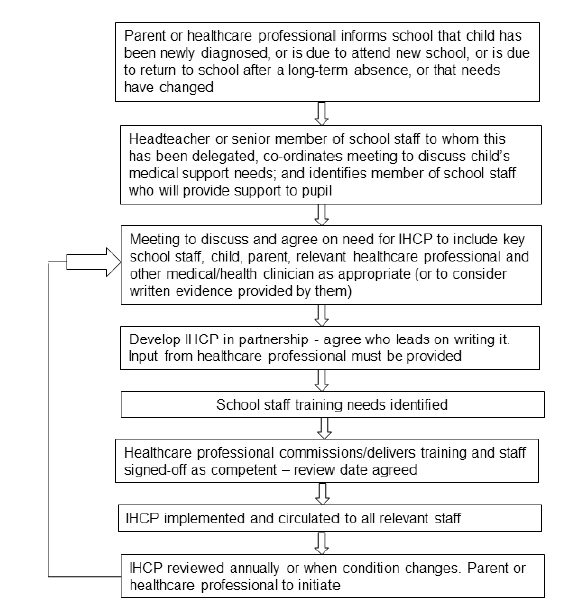 Parent or healthcare professional informs school that child has
been newly diagnosed, or is due to attend new school, or is due
to return to school after a long-term absence, or that needs
have changed
Headteacher or senior member of school staff to whom this
has been delegated, co-ordinates meeting to discuss child's
medical support needs; and identifies member of school staff
who will provide support to pupil
Meeting to discuss and agree on need for IHCP to include key
school staff, child, parent, relevant healthcare professional and
other medical/health clinician as appropriate (or to consider
written evidence provided by them)
Develop IHCP in partnership - agree who leads on writing it.
Input from healthcare professional must be provided
School staff training needs identified
Healthcare professional commissions/delivers training and staff
signed-off as competent – review date agreed
IHCP implemented and circulated to all relevant staff
IHCP reviewed annually or when condition changes. Parent or
healthcare professional to initiate